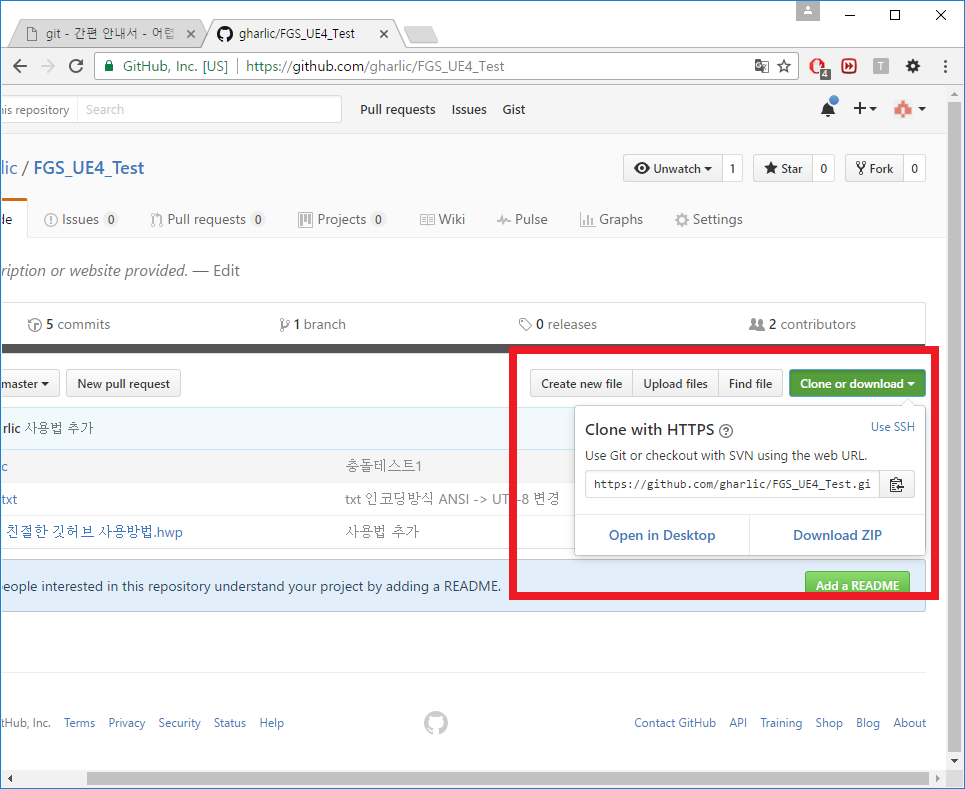 git - 간편 안내서 - 어렵
gharlic/FGS_UE4_Test
GitHub, Inc. [US] | https://github.com/gharlic/FGS_UE4_Test
4
T
his repository Search Pull requests Issues Gist
lic / FGS_UE4_Test
Unwatch 1 Star 0 Fork 0
de Issues 0 Pull requests 0 Projects 0 Wiki Pulse Graphs Settings
ription or website provided. — Edit
5 commits 1 branch 0 releases 2 contributors
master New pull request Create new file Upload files Find file Clone or download
rlic 사용법 추가
Clone with HTTPS ? Use SSH
Use Git or checkout with SVN using the web URL.
c 충돌테스트1
https://github.com/gharlic/FGS_UE4_Test.gi
txt txt 인코딩방식 ANSI -> UT -8 변경
친절한 깃허브 사용방법.hwp 사용법 추가
Open in Desktop Download ZIP
eople interested in this repository understand your project by adding a README. Add a README
tHub, Inc. Terms Privacy Security Status Help Contact GitHub API Training Shop Blog About